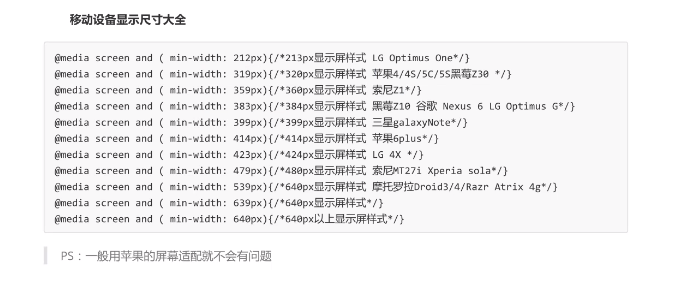 移动设备显示尺寸大全
@media screen and ( min-width: 212px){/*213px显示屏样式 LG Optimus One*/}
@media screen and ( min-width: 319px){/*320px显示屏样式 苹果4/4S/5C/5S黑莓Z30 */}
@media screen and ( min-width: 359px){/*360px显示屏样式 索尼Z1*/}
@media screen and ( min-width: 383px){/*384px显示屏样式 黑莓Z10 谷歌 Nexus 6 LG Optimus G*/}
@media screen and ( min-width: 399px){/*399px显示屏样式 三星galaxyNote*/}
@media screen and ( min-width: 414px){/*414px显示屏样式 苹果6plus*/}
@media screen and ( min-width: 423px){/*424px显示屏样式 LG 4X */}
@media screen and ( min-width: 479px){/*480px显示屏样式 索尼MT27i Xperia sola*/}
@media screen and ( min-width: 539px){/*640px显示屏样式 摩托罗拉Droid3/4/Razr Atrix 4g*/}
@media screen and ( min-width: 639px){/*640px显示屏样式*/}
@media screen and ( min-width: 640px){/*640px以上显示屏样式*/}
PS：一般用苹果的屏幕适配就不会有问题